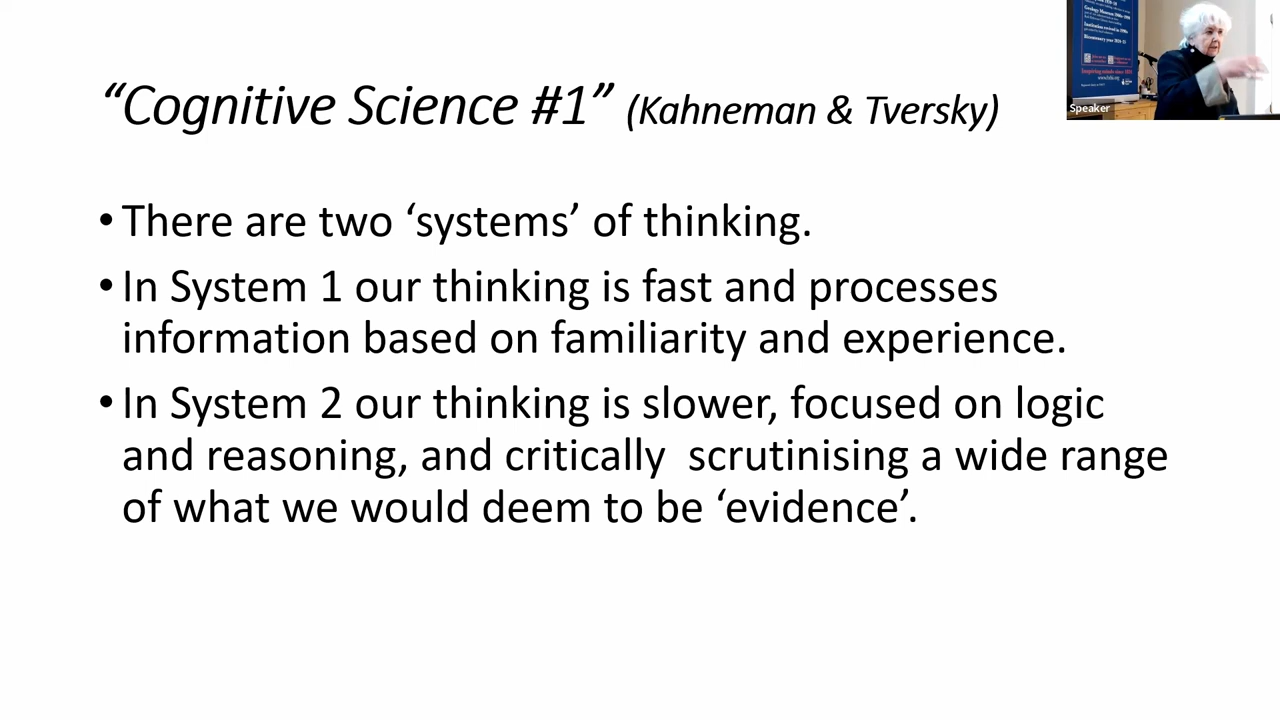 “Cognitive Science #1” (Kahneman & Tversky)
• There are two ‘systems’ of thinking.
• In System 1 our thinking is fast and processes
information based on familiarity and experience.
• In System 2 our thinking is slower, focused on logic
and reasoning, and critically  scrutinising a wide range
of what we would deem to be ‘evidence’.
Speaker